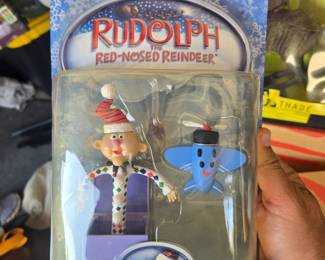 RUDOLPH
THE
RED-NOSED REINDEER
TRADE